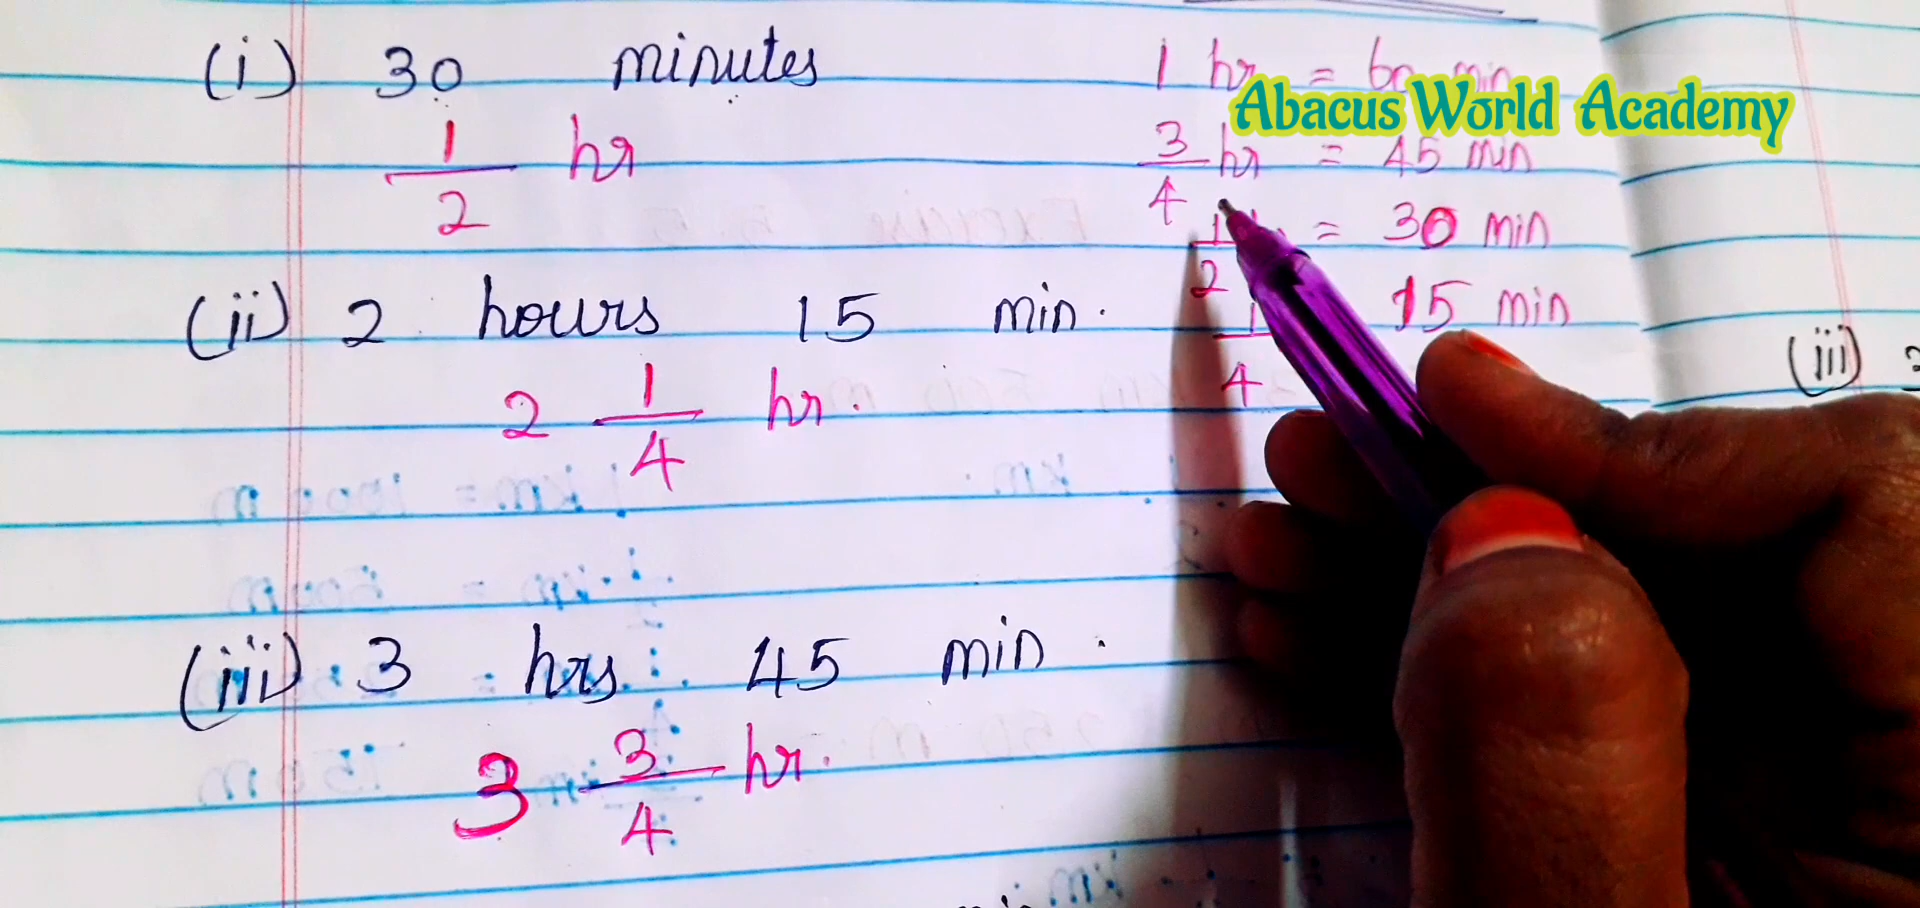 (i) 30 minutes
1/2 hr
(ii) 2 hours 15 min.
2 1/4 hr.
(iii) 3 hrs 45 min.
3 3/4 hr.
1 hr = 60 min
Abacus World Academy
3/4 hr = 45 min
1/2 = 30 min
1/4 15 min
(iii)